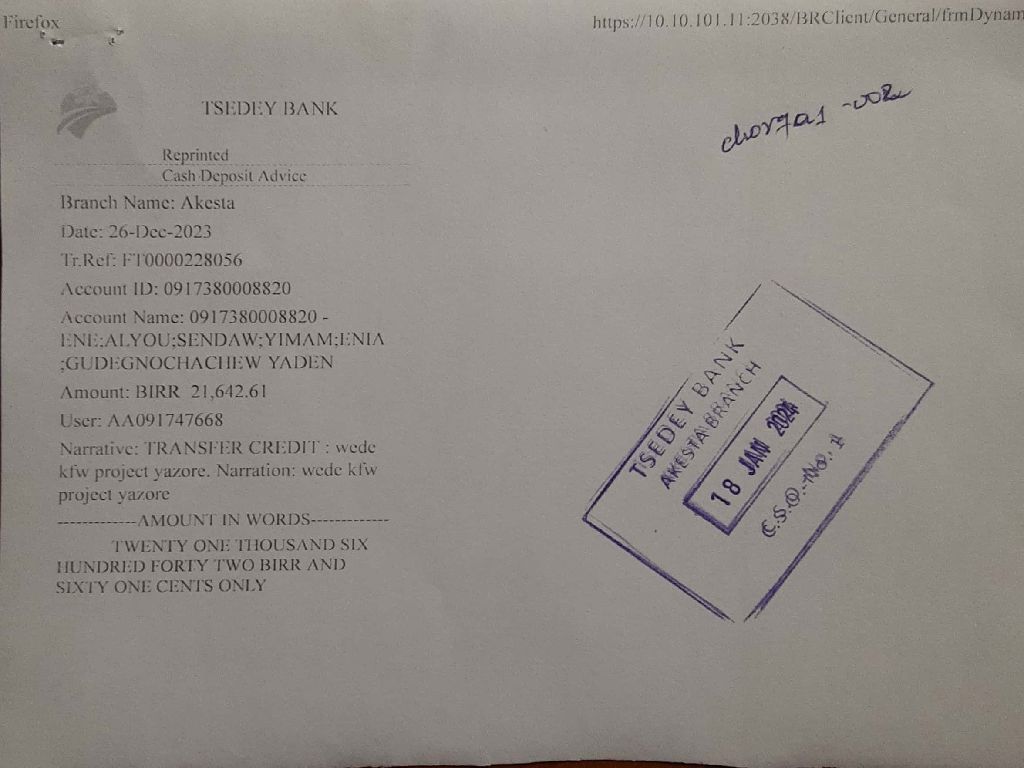 Firefox
https://10.10.101.11:2038/BRClient/General/frmDynam
TSEDEY BANK
Reprinted
Cash Deposit Advice
Branch Name: Akesta
Date: 26-Dec-2023
Tr.Ref: FT0000228056
Account ID: 0917380008820
Account Name: 0917380008820 -
ENE;ALYOU;SENDAW;YIMAM;ENIA
;GUDEGNOCHACHEW YADEN
Amount: BIRR 21,642.61
User: AA091747668
Narrative: TRANSFER CREDIT : wede
kfw project yazore. Narration: wede kfw
project yazore
-------------AMOUNT IN WORDS-------------
TWENTY ONE THOUSAND SIX
HUNDRED FORTY TWO BIRR AND
SIXTY ONE CENTS ONLY
TSEDEY BANK
AKESTA BRANCH
18 JAN 2024
C.S.O. No. 1